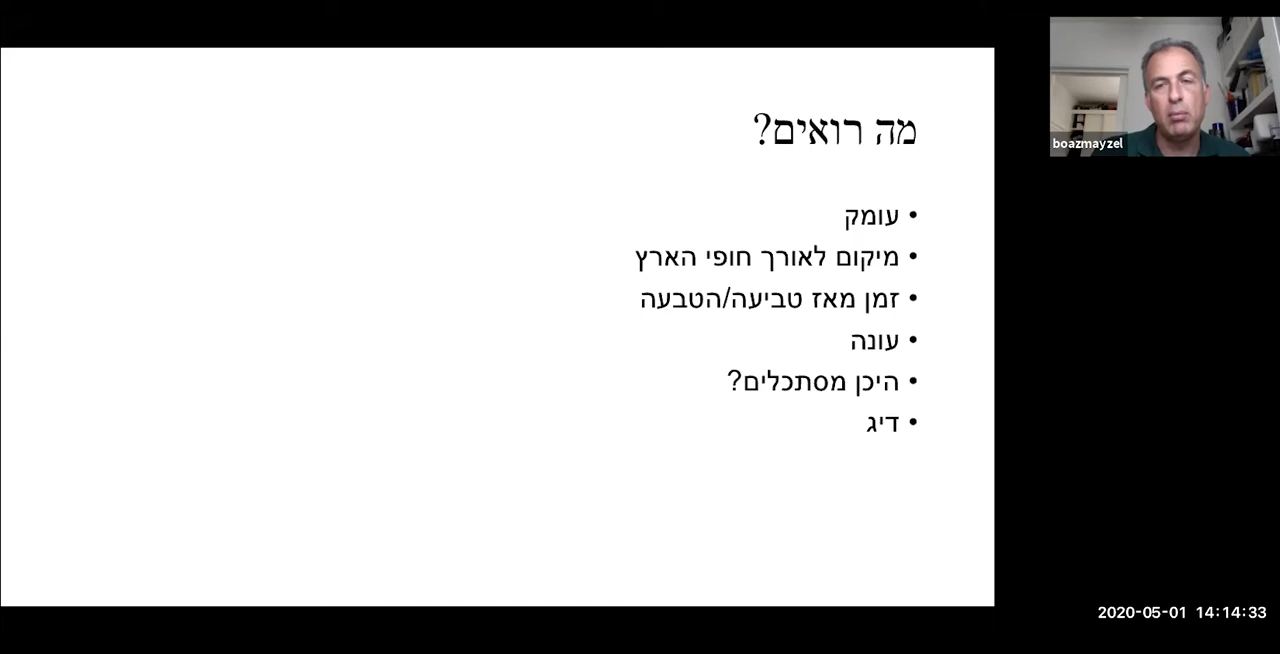 מה רואים?
• עומק
• מיקום לאורך חופי הארץ
• זמן מאז טביעה/הטבעה
• עונה
• היכן מסתכלים?
• דיג
boazmayzel
2020-05-01 14:14:33